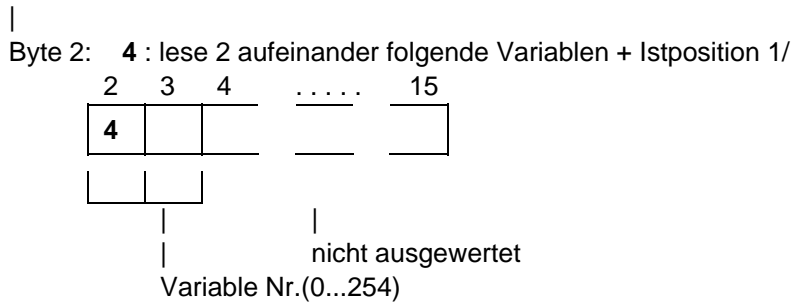 Byte 2: 4 : lese 2 aufeinander folgende Variablen + Istposition 1/
2 3 4 . . . . . 15
4
nicht ausgewertet
Variable Nr.(0...254)